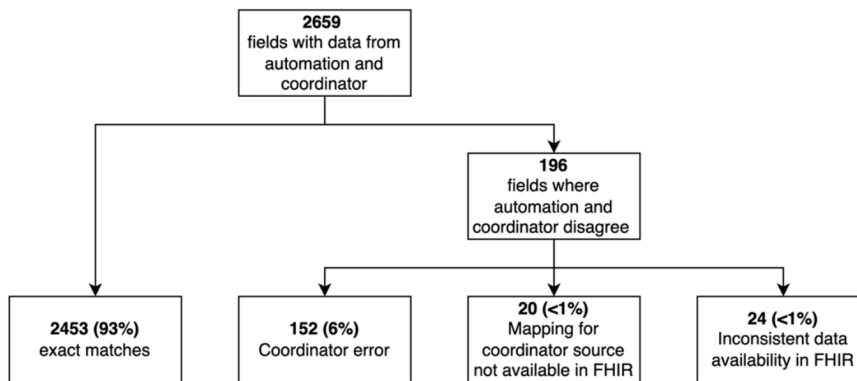 2659
fields with data from
automation and
coordinator
196
fields where
automation and
coordinator disagree
2453 (93%)
exact matches
152 (6%)
Coordinator error
20 (<1%)
Mapping for
coordinator source
not available in FHIR
24 (<1%)
Inconsistent data
availability in FHIR